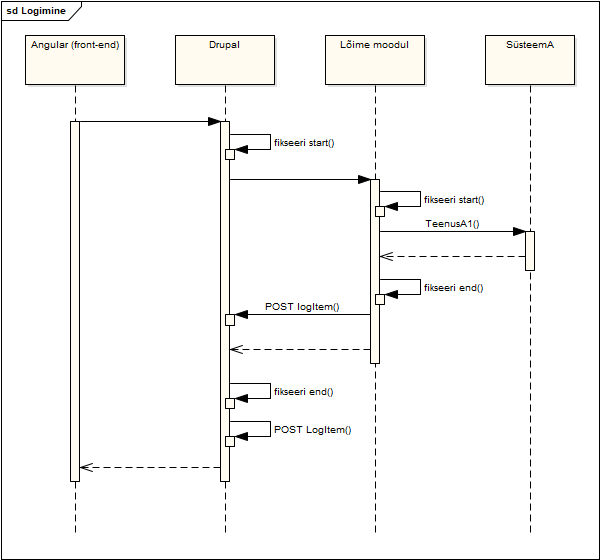 sd Logimine
Angular (front-end)
Drupal
Lõime moodul
SüsteemA
fikseeri start()
fikseeri start()
TeenusA1()
fikseeri end()
POST logItem()
fikseeri end()
POST LogItem()